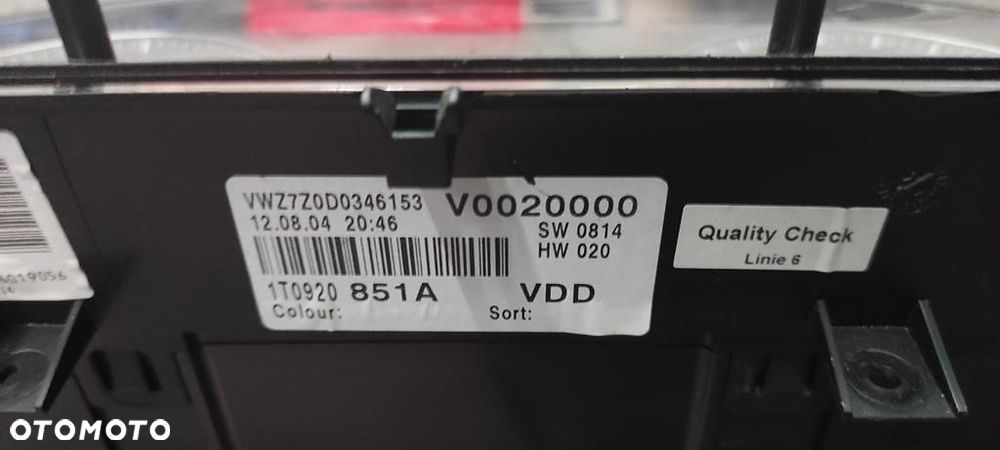 VWZ7Z0D0346153 V0020000
12.08.04 20:46 SW 0814
HW 020
1T0920 851A VDD
Colour: Sort:
Quality Check
Linie 6
OTOMOTO